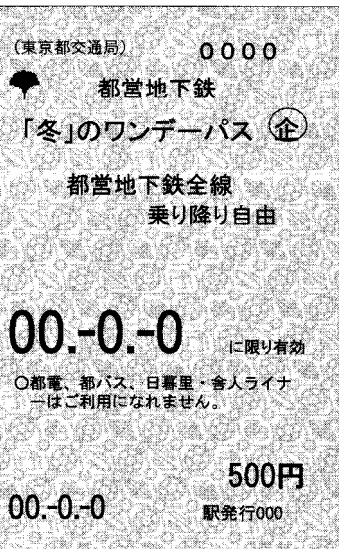 （東京都交通局） 0000
都営地下鉄
「冬」のワンデーパス ㊭
都営地下鉄全線
乗り降り自由
00.-0.-0 に限り有効
○都電、都バス、日暮里・舎人ライナ
ーはご利用になれません。
500円
00.-0.-0 駅発行000